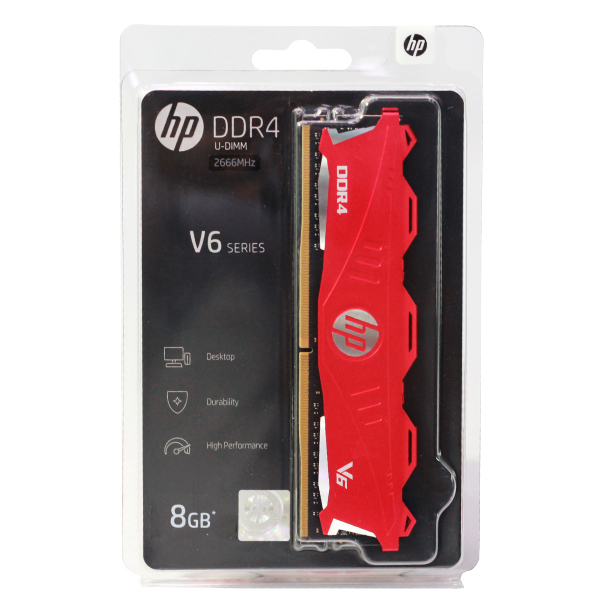 hp
hp
DDR4
U-DIMM
2666MHz
V6 SERIES
Desktop
Durability
High Performance
8GB*
DDR4
hp
V6